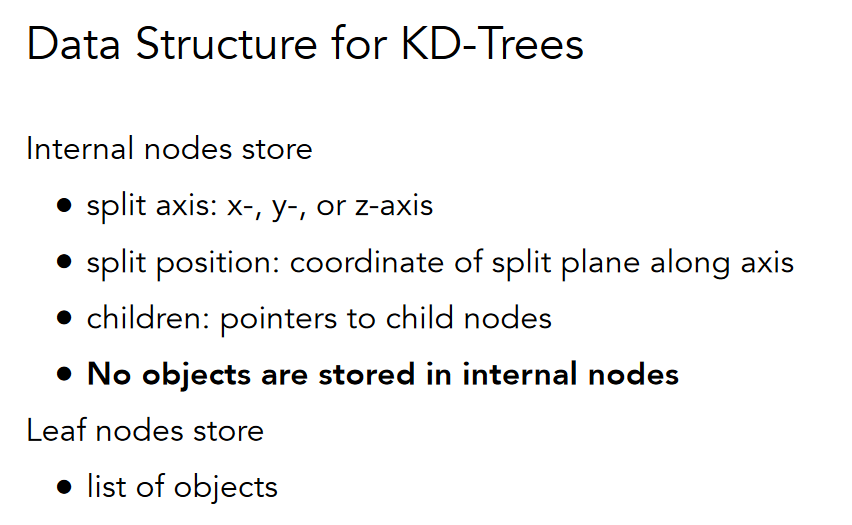 Data Structure for KD-Trees
Internal nodes store
● split axis: x-, y-, or z-axis
● split position: coordinate of split plane along axis
● children: pointers to child nodes
● No objects are stored in internal nodes
Leaf nodes store
● list of objects